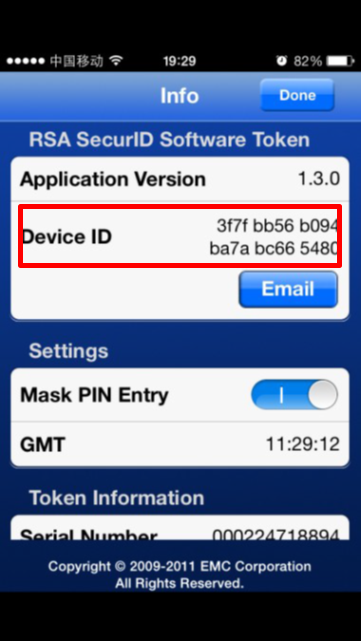 中国移动 19:29 82%
Info Done
RSA SecurID Software Token
Application Version 1.3.0
Device ID 3f7f bb56 b094
ba7a bc66 5480
Email
Settings
Mask PIN Entry
GMT 11:29:12
Token Information
Serial Number 000224718894
Copyright © 2009-2011 EMC Corporation
All Rights Reserved.